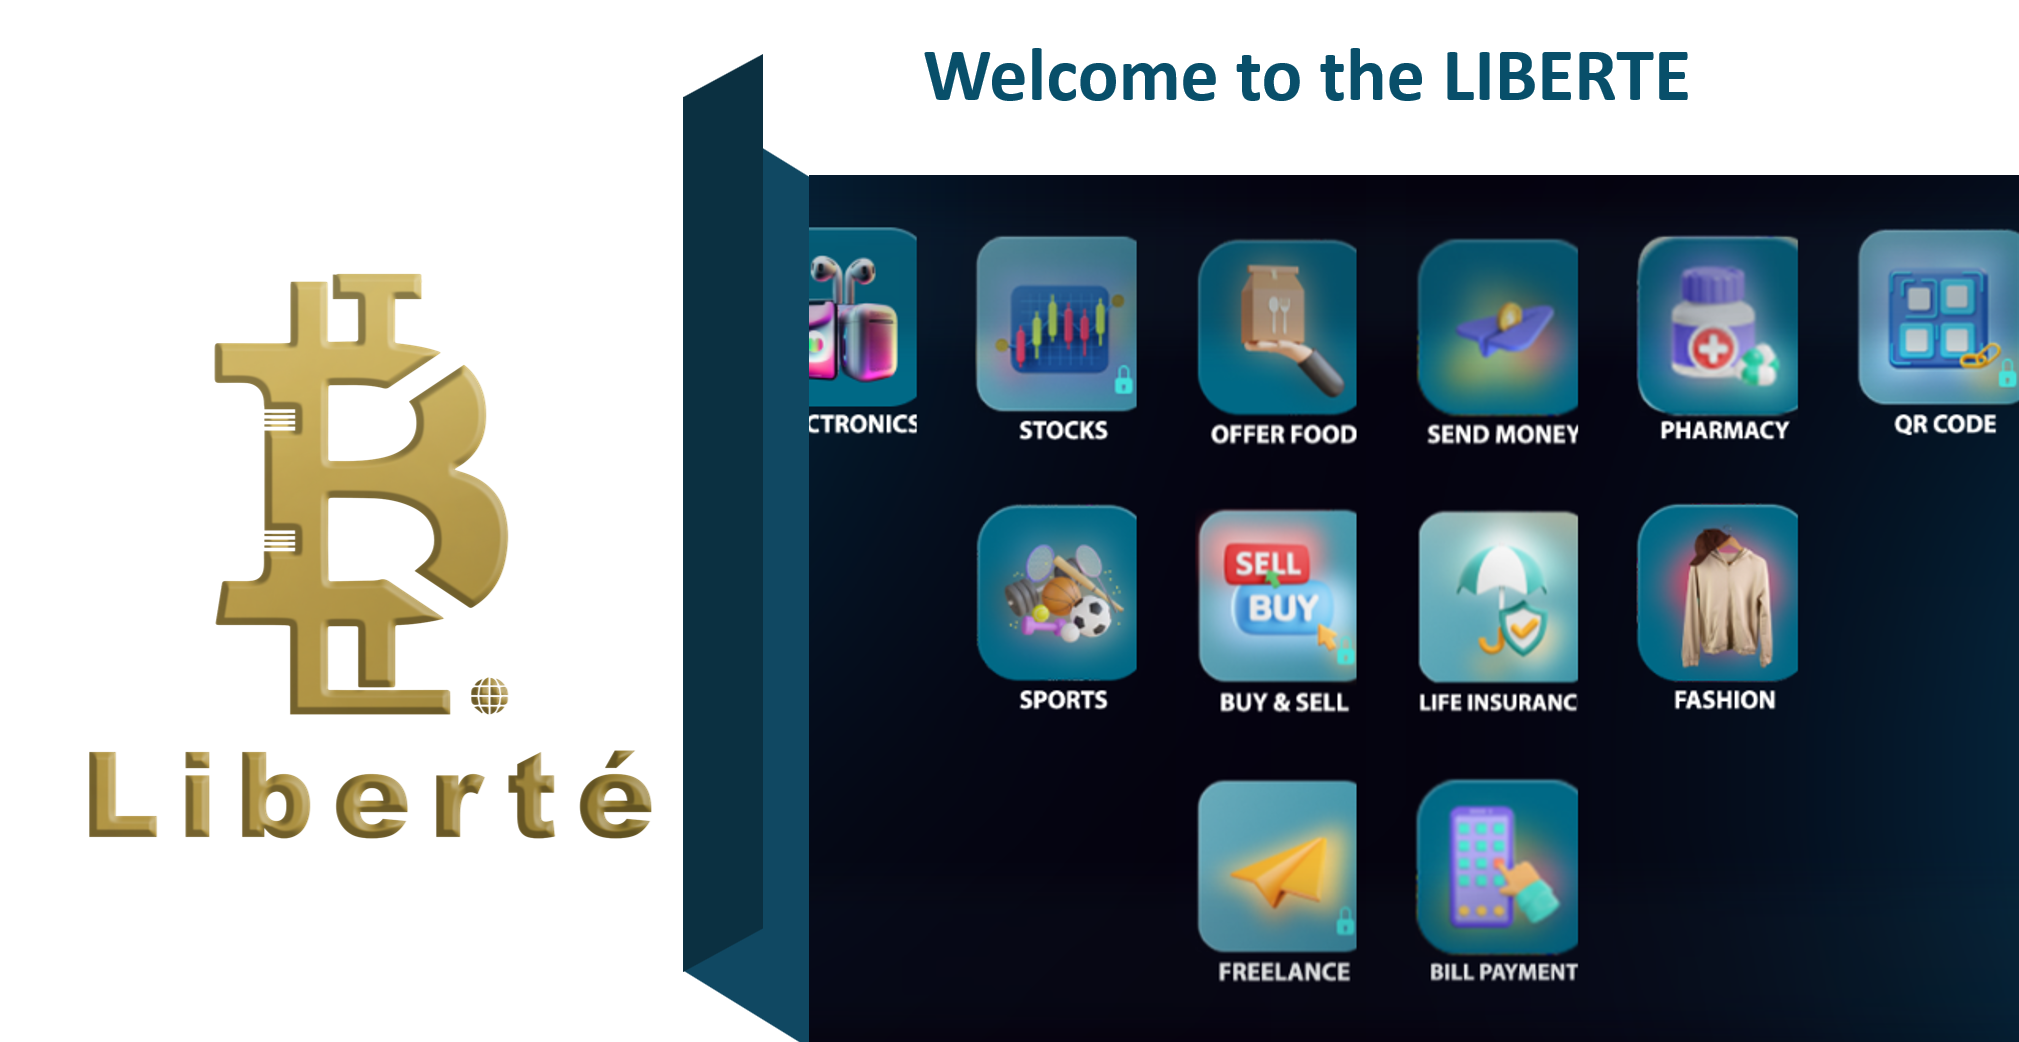 Welcome to the LIBERTE
Liberté
CTRONICS
STOCKS
OFFER FOOD
SEND MONEY
PHARMACY
QR CODE
SELL
BUY
SPORTS
BUY & SELL
LIFE INSURANC
FASHION
FREELANCE
BILL PAYMENT